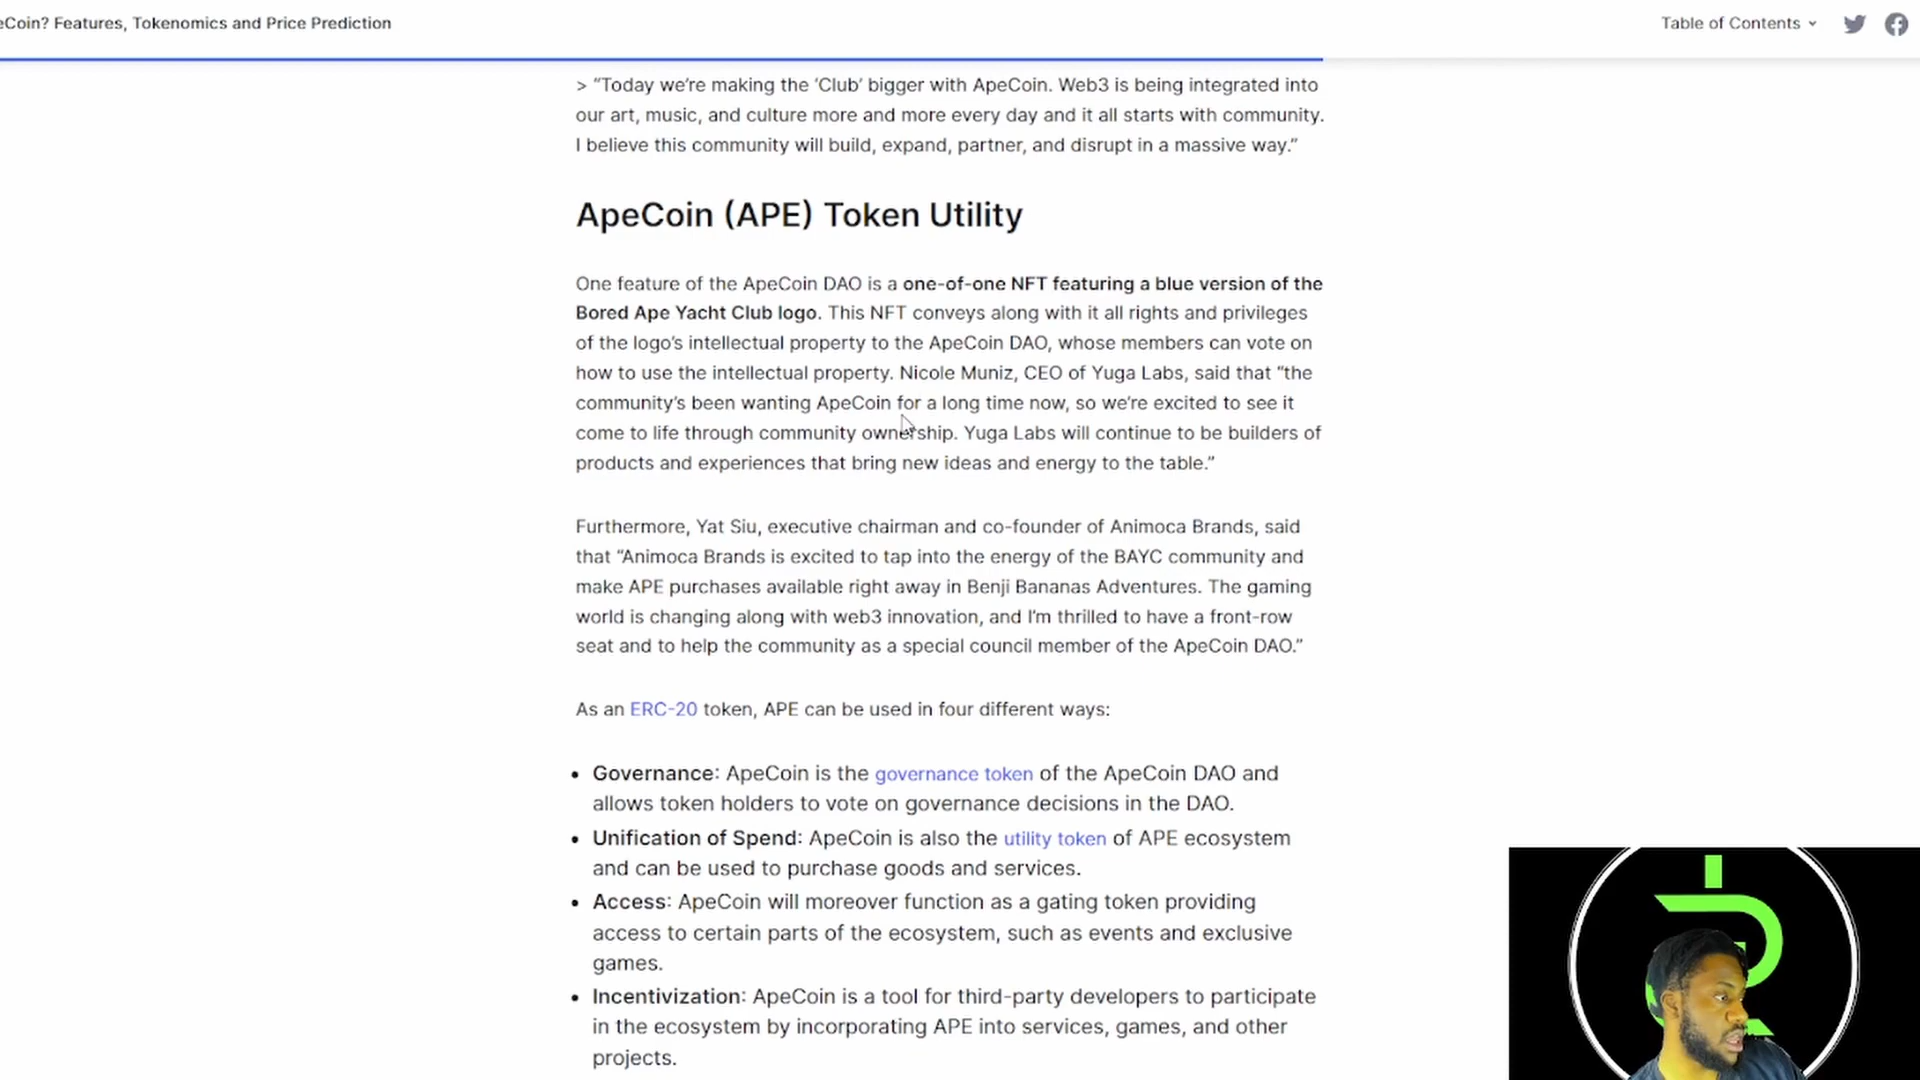 eCoin? Features, Tokenomics and Price Prediction
Table of Contents
> “Today we’re making the ‘Club’ bigger with ApeCoin. Web3 is being integrated into
our art, music, and culture more and more every day and it all starts with community.
I believe this community will build, expand, partner, and disrupt in a massive way.”
ApeCoin (APE) Token Utility
One feature of the ApeCoin DAO is a one-of-one NFT featuring a blue version of the
Bored Ape Yacht Club logo. This NFT conveys along with it all rights and privileges
of the logo’s intellectual property to the ApeCoin DAO, whose members can vote on
how to use the intellectual property. Nicole Muniz, CEO of Yuga Labs, said that “the
community’s been wanting ApeCoin for a long time now, so we’re excited to see it
come to life through community ownership. Yuga Labs will continue to be builders of
products and experiences that bring new ideas and energy to the table.”
Furthermore, Yat Siu, executive chairman and co-founder of Animoca Brands, said
that “Animoca Brands is excited to tap into the energy of the BAYC community and
make APE purchases available right away in Benji Bananas Adventures. The gaming
world is changing along with web3 innovation, and I’m thrilled to have a front-row
seat and to help the community as a special council member of the ApeCoin DAO.”
As an ERC-20 token, APE can be used in four different ways:
• Governance: ApeCoin is the governance token of the ApeCoin DAO and
allows token holders to vote on governance decisions in the DAO.
• Unification of Spend: ApeCoin is also the utility token of APE ecosystem
and can be used to purchase goods and services.
• Access: ApeCoin will moreover function as a gating token providing
access to certain parts of the ecosystem, such as events and exclusive
games.
• Incentivization: ApeCoin is a tool for third-party developers to participate
in the ecosystem by incorporating APE into services, games, and other
projects.